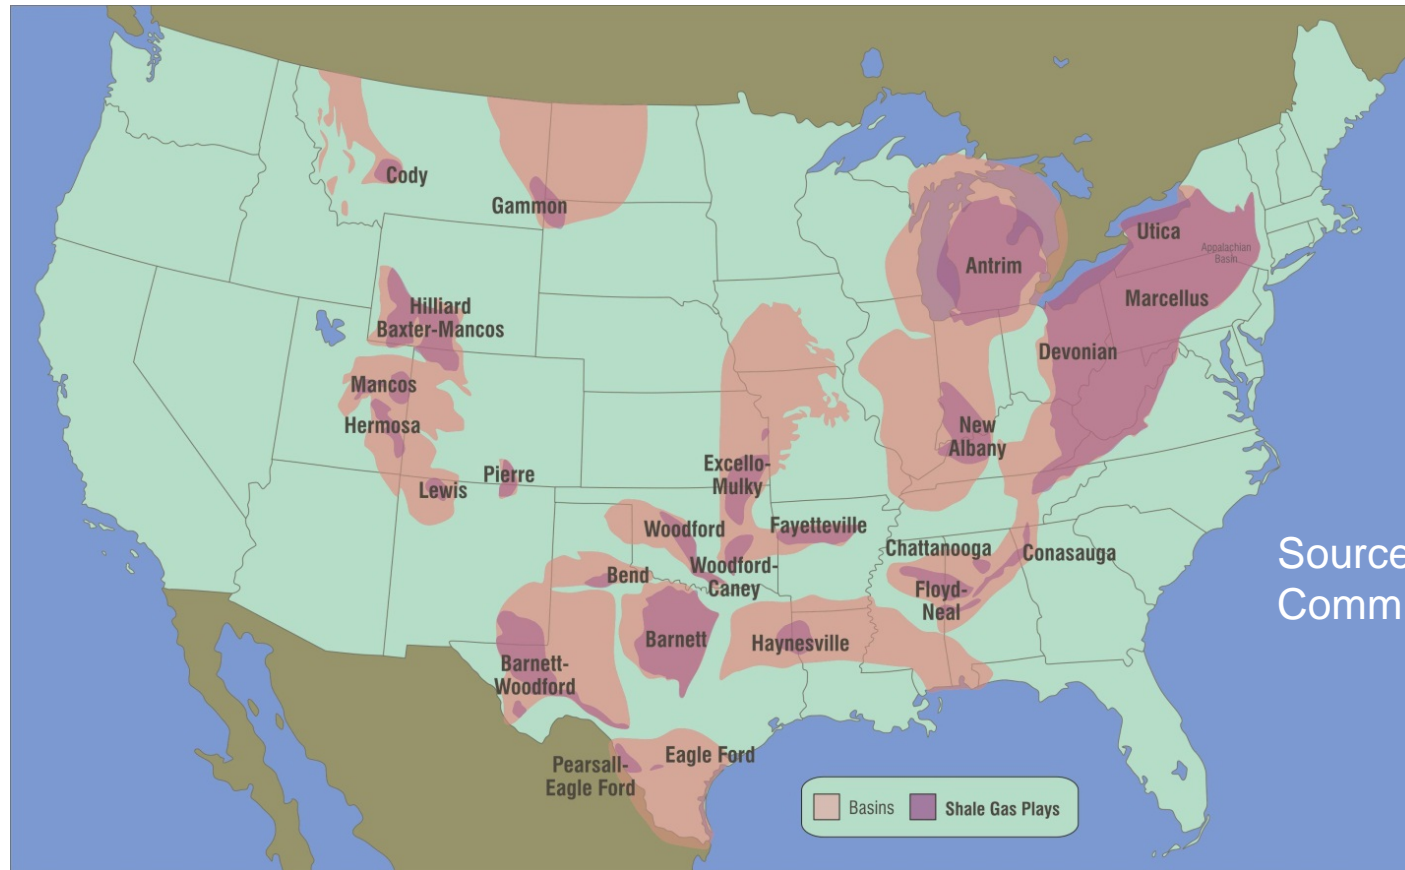 Cody
Gammon
Utica
Appalachian
Basin
Antrim
Marcellus
Hilliard
Baxter-Mancos
Devonian
Mancos
Hermosa
New
Albany
Excello-
Mulky
Pierre
Lewis
Woodford
Fayetteville
Chattanooga
Conasauga
Woodford-
Caney
Bend
Floyd-
Neal
Barnett
Haynesville
Barnett-
Woodford
Eagle Ford
Pearsall-
Eagle Ford
Source
Comm
Basins
Shale Gas Plays